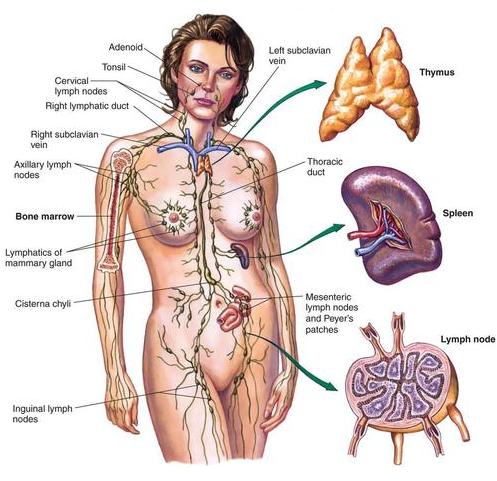 Adenoid
Tonsil
Cervical
lymph nodes
Right lymphatic duct
Right subclavian
vein
Axillary lymph
nodes
Bone marrow
Lymphatics of
mammary gland
Cisterna chyli
Inguinal lymph
nodes
Left subclavian
vein
Thymus
Thoracic
duct
Spleen
Mesenteric
lymph nodes
and Peyer's
patches
Lymph node